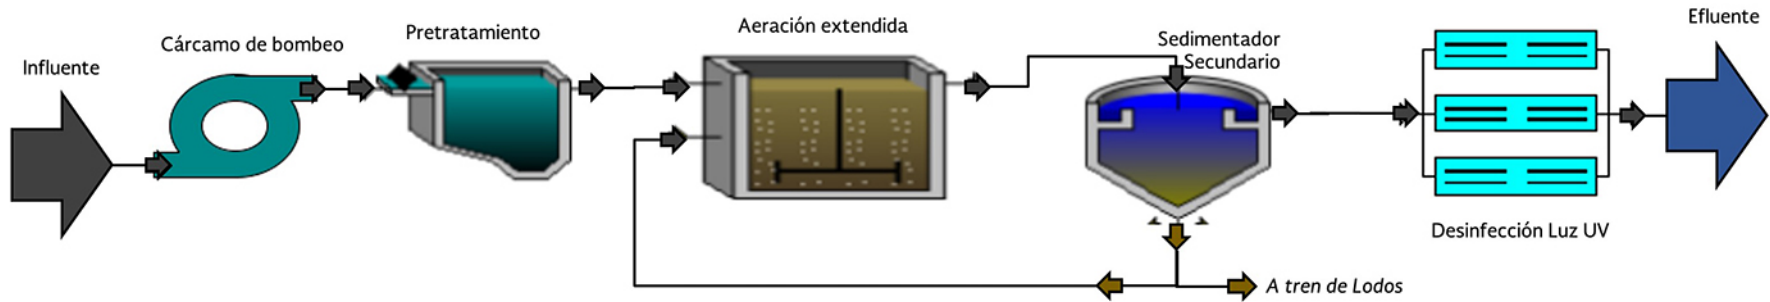 Influente
Cárcamo de bombeo
Pretratamiento
Aeración extendida
Sedimentador
Secundario
Efluente
Desinfección Luz UV
A tren de Lodos